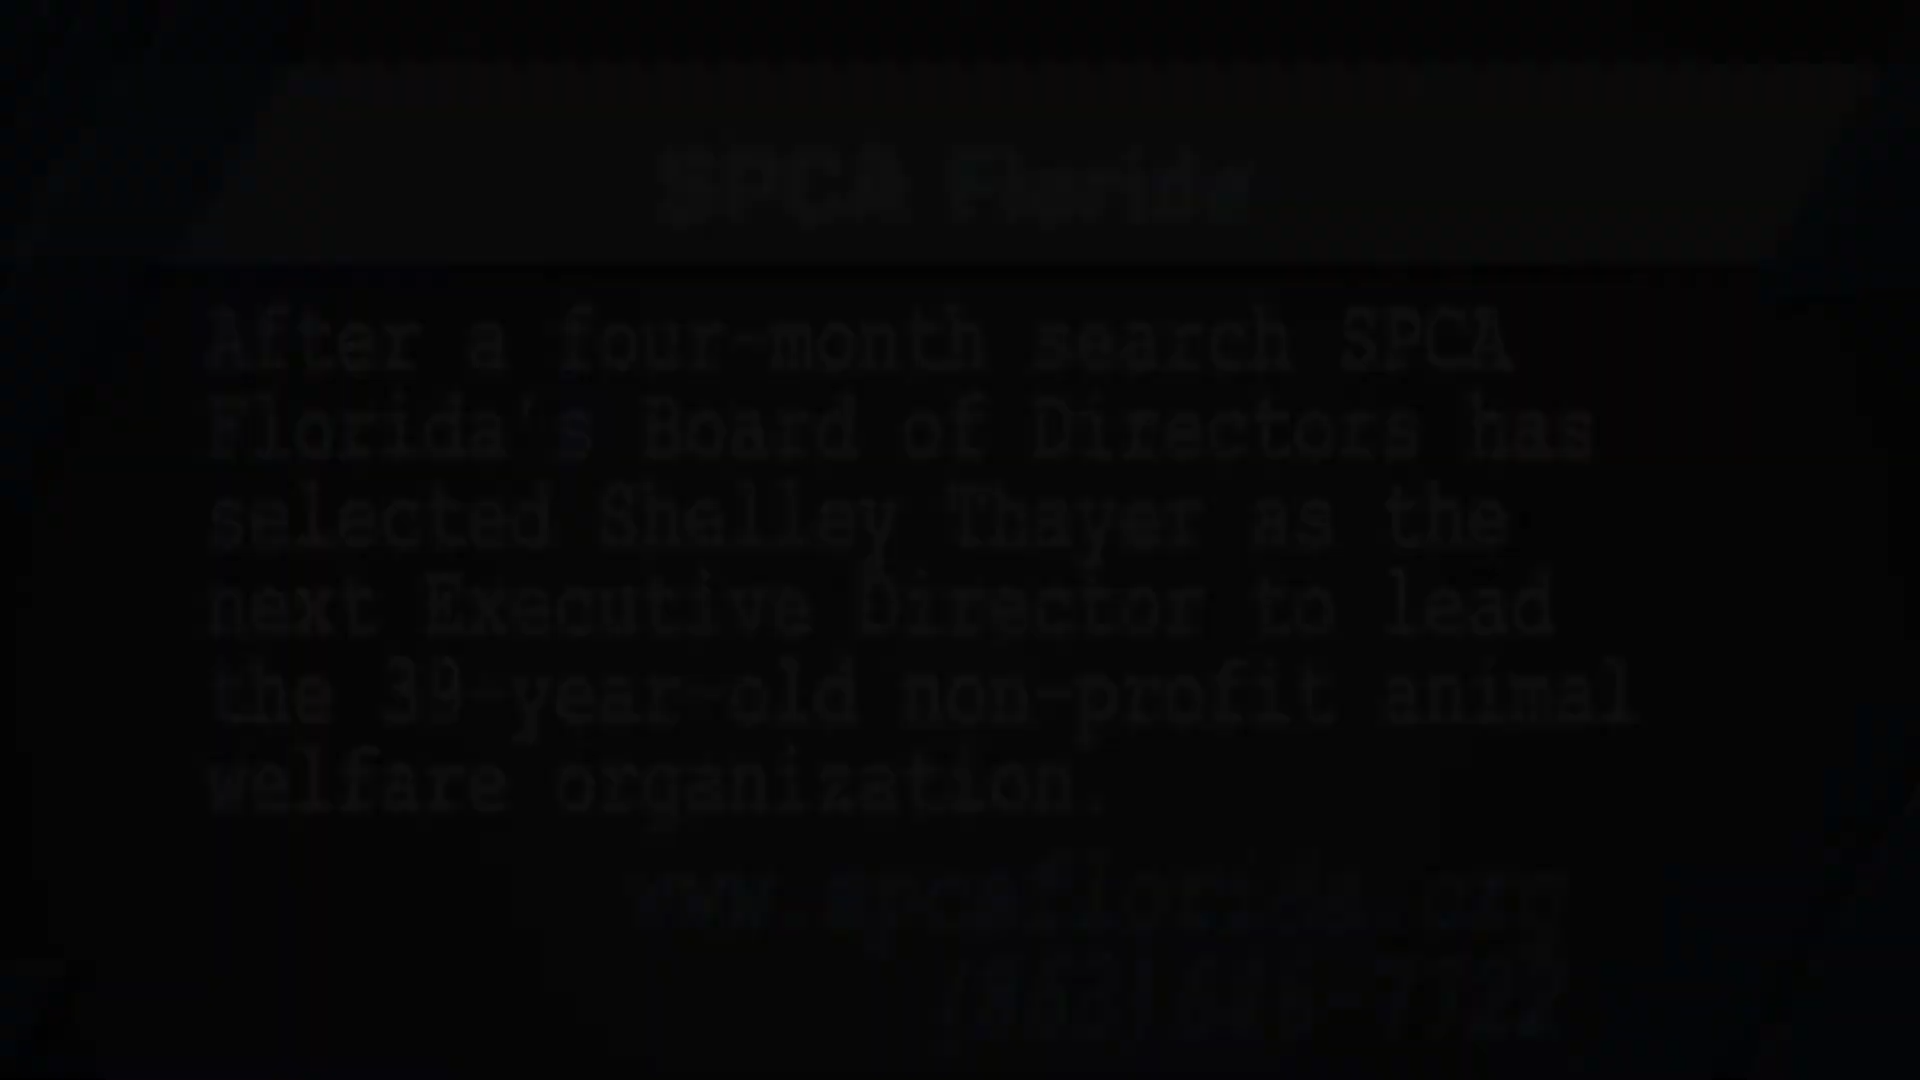 SPCA Florida
After a four-month search SPCA
Florida's Board of Directors has
selected Shelley Thayer as the
next Executive Director to lead
the 39-year-old non-profit animal
welfare organization.
www.spcaflorida.org